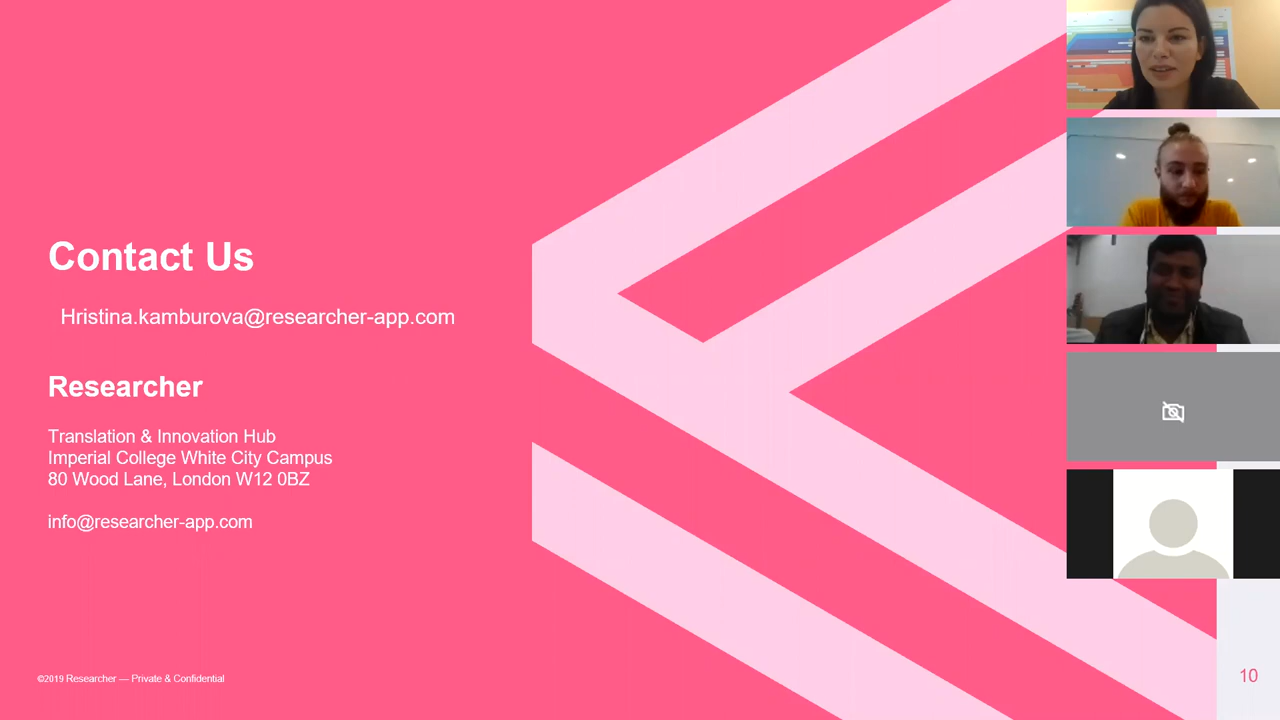 Contact Us
Hristina.kamburova@researcher-app.com
Researcher
Translation & Innovation Hub
Imperial College White City Campus
80 Wood Lane, London W12 0BZ
info@researcher-app.com
©2019 Researcher — Private & Confidential
10